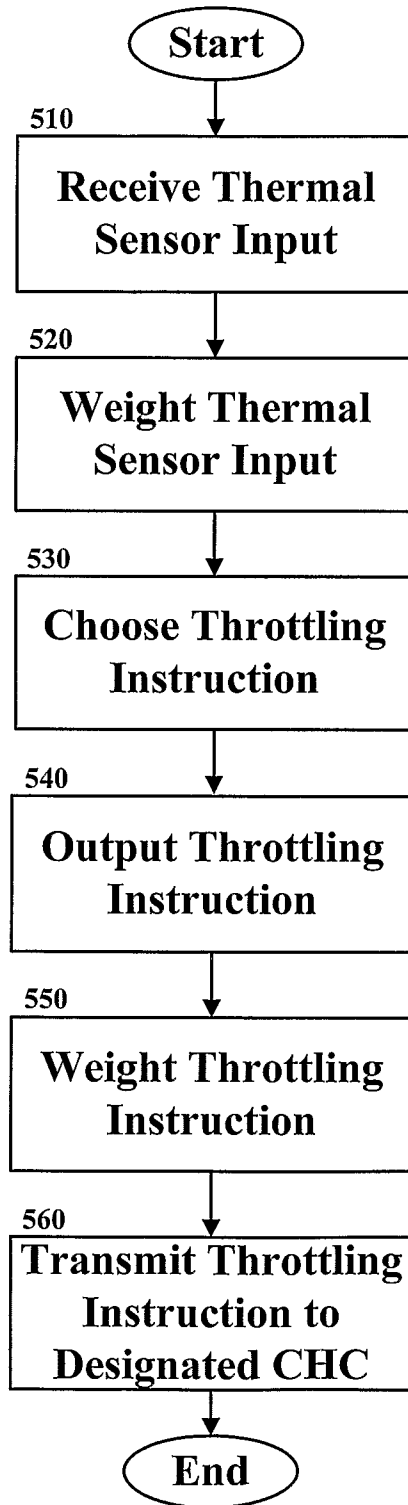 Start
510
Receive Thermal
Sensor Input
520
Weight Thermal
Sensor Input
530
Choose Throttling
Instruction
540
Output Throttling
Instruction
550
Weight Throttling
Instruction
560
Transmit Throttling
Instruction to
Designated CHC
End